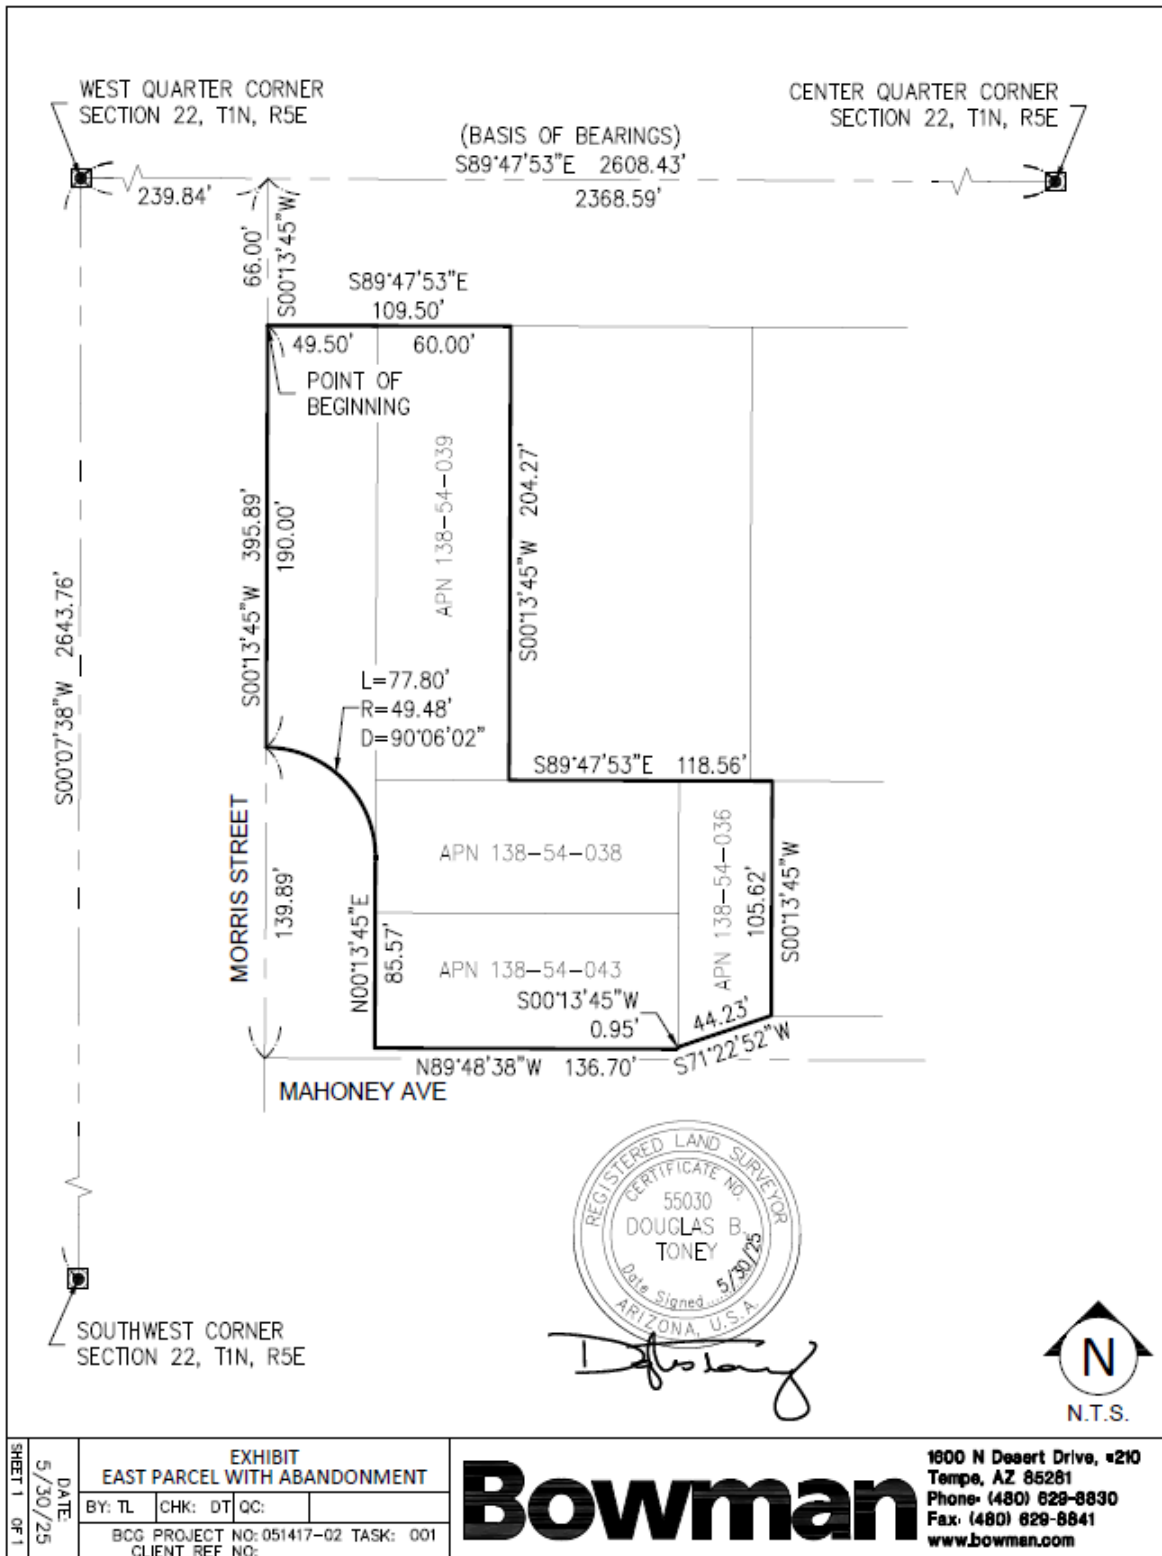 WEST QUARTER CORNER
SECTION 22, T1N, R5E
CENTER QUARTER CORNER
SECTION 22, T1N, R5E
(BASIS OF BEARINGS)
S89°47'53"E 2608.43'
239.84'
2368.59'
66.00'
S00°13'45"W
S89°47'53"E
109.50'
49.50' 60.00'
POINT OF
BEGINNING
APN 138-54-039
S00°13'45"W 204.27'
S00°13'45"W 395.89'
190.00'
S00°07'38"W 2643.76'
L=77.80'
R=49.48'
D=90°06'02"
S89°47'53"E 118.56'
MORRIS STREET
139.89'
APN 138-54-038
APN 138-54-036
105.62'
S00°13'45"W
N00°13'45"E
85.57'
APN 138-54-043
S00°13'45"W
0.95'
44.23'
S71°22'52"W
N89°48'38"W 136.70'
MAHONEY AVE
REGISTERED LAND SURVEYOR
CERTIFICATE NO.
55030
DOUGLAS B.
TONEY
Date Signed 5/30/25
ARIZONA, U.S.A.
SOUTHWEST CORNER
SECTION 22, T1N, R5E
N
N.T.S.
SHEET 1 OF 1
DATE:
5/30/25
EXHIBIT
EAST PARCEL WITH ABANDONMENT
BY: TL CHK: DT QC:
BCG PROJECT NO: 051417-02 TASK: 001
CLIENT REF NO:
Bowman
1600 N Desert Drive, #210
Tempe, AZ 85281
Phone: (480) 629-8830
Fax: (480) 629-8841
www.bowman.com